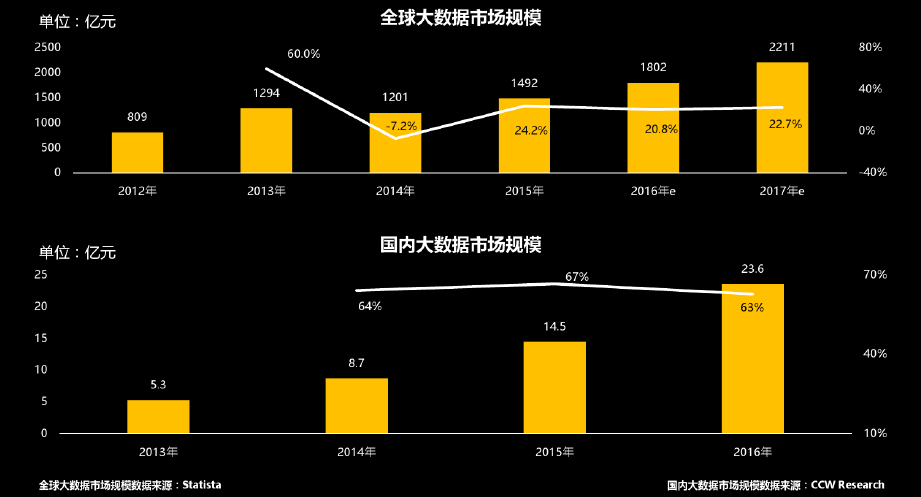 全球大数据市场规模
单位：亿元
2500 80%
2000
1500 40%
1000 0%
500
0 -40%
809 1294 1201 1492 1802 2211
60.0% -7.2% 24.2% 20.8% 22.7%
2012年 2013年 2014年 2015年 2016年e 2017年e
国内大数据市场规模
单位：亿元
25 70%
20
15 40%
10
5
0 10%
5.3 8.7 14.5 23.6
64% 67% 63%
2013年 2014年 2015年 2016年
全球大数据市场规模数据来源：Statista 国内大数据市场规模数据来源：CCW Research